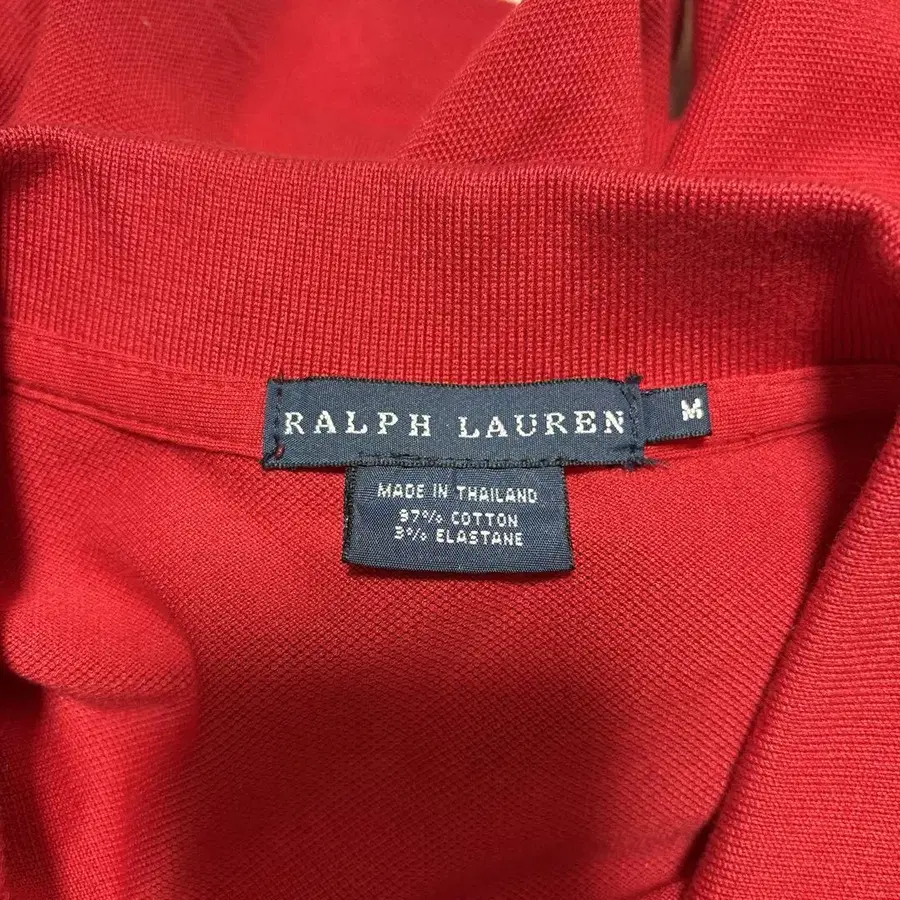 RALPH LAUREN
M
MADE IN THAILAND
97% COTTON
3% ELASTANE